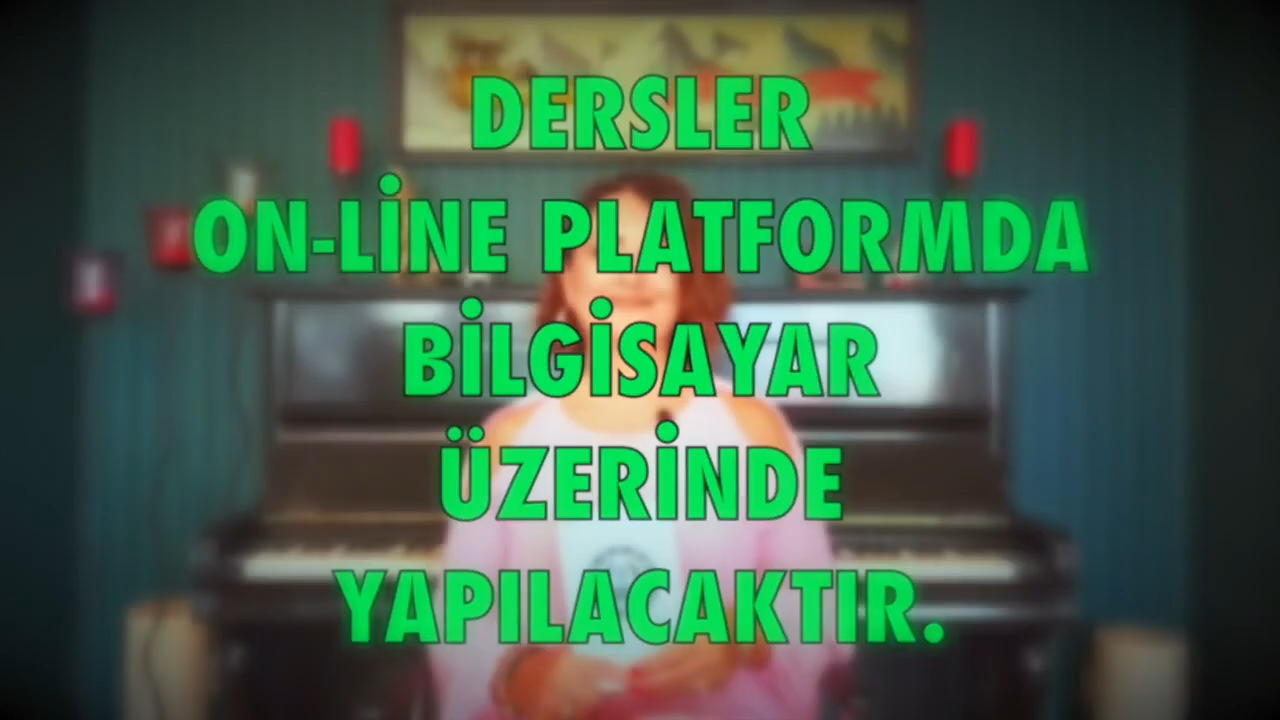 DERSLER
ON-LİNE PLATFORMDA
BİLGİSAYAR
ÜZERİNDE
YAPILACAKTIR.